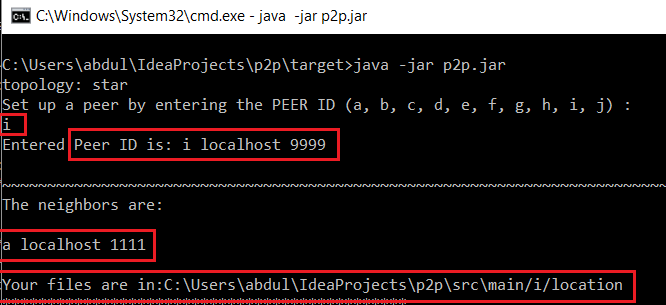 C:\Windows\System32\cmd.exe - java  -jar p2p.jar
C:\Users\abdul\IdeaProjects\p2p\target>java -jar p2p.jar
topology: star
Set up a peer by entering the PEER ID (a, b, c, d, e, f, g, h, i, j) :
i
Entered Peer ID is: i localhost 9999
~~~~~~~~~~~~~~~~~~~~~~~~~~~~~~~~~~~~~~~~~~~~~~~~~~~~~~~~~~~~~~~~~~~~~~~~~~
The neighbors are:
a localhost 1111
Your files are in:C:\Users\abdul\IdeaProjects\p2p\src\main/i/location